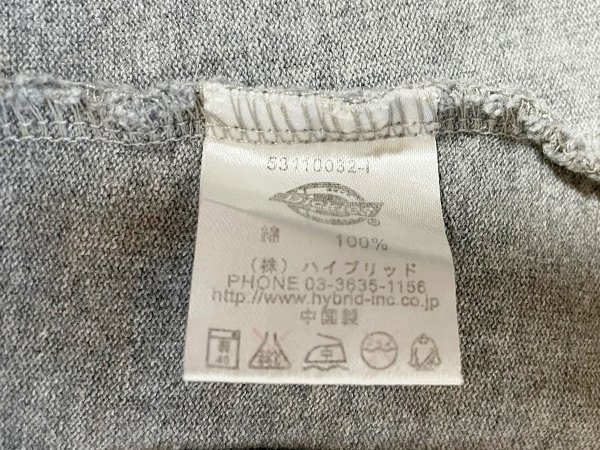 53110032-1
Dickies
綿 100%
(株) ハイブリッド
PHONE 03-3635-1156
http://www.hybrid-inc.co.jp
中国製